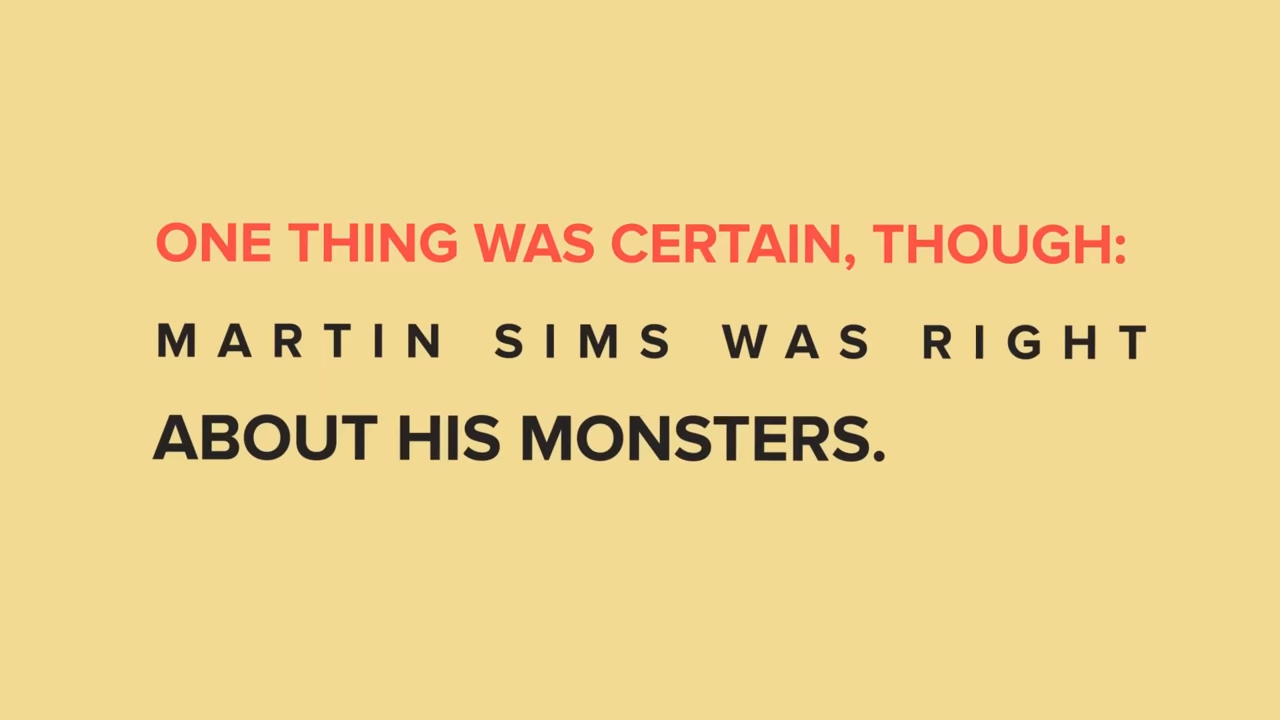 ONE THING WAS CERTAIN, THOUGH:
MARTIN SIMS WAS RIGHT
ABOUT HIS MONSTERS.